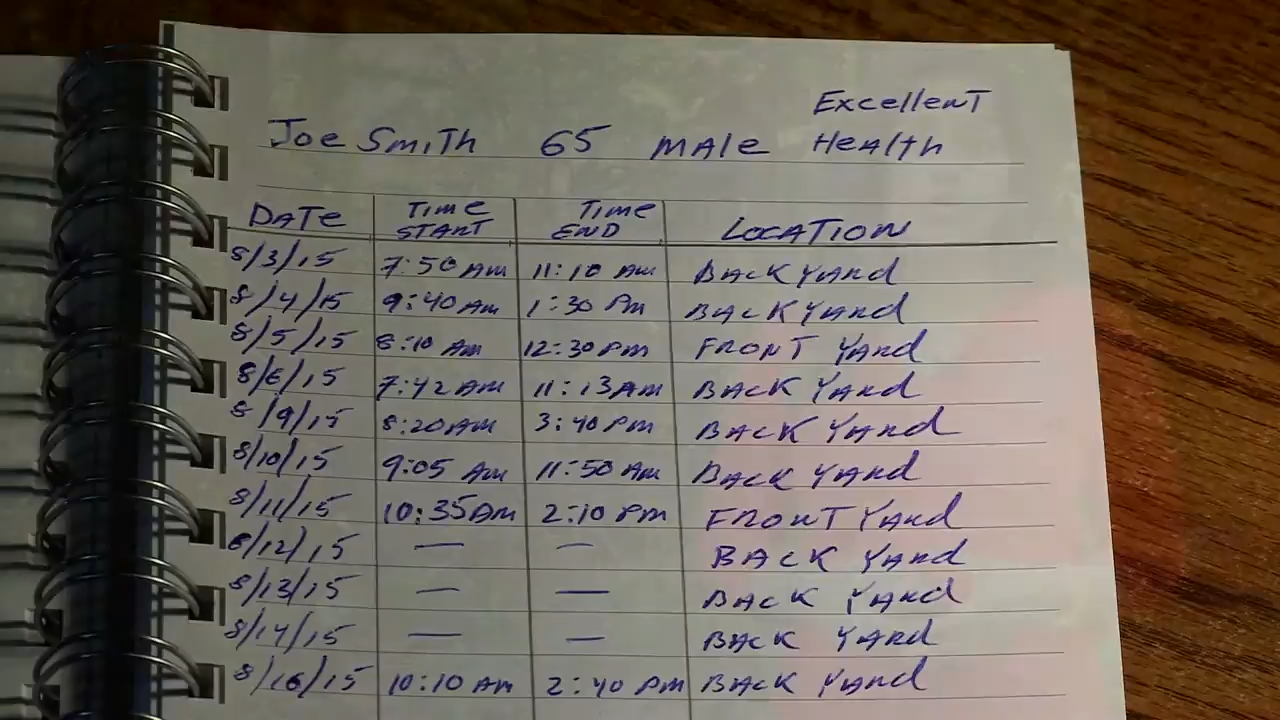 Excellent
Joe Smith 65 Male Health
Date Time Start Time End Location
8/3/15 7:50 Am 11:10 Am Back Yard
8/4/15 9:40 Am 1:30 Pm Back Yard
8/5/15 8:10 Am 12:30 Pm Front Yard
8/6/15 7:42 Am 11:13 Am Back Yard
8/9/15 8:20 Am 3:40 Pm Back Yard
8/10/15 9:05 Am 11:50 Am Back Yard
8/11/15 10:35 Am 2:10 Pm Front Yard
8/12/15 — — Back Yard
8/13/15 — — Back Yard
8/14/15 — — Back Yard
8/16/15 10:10 Am 2:40 Pm Back Yard